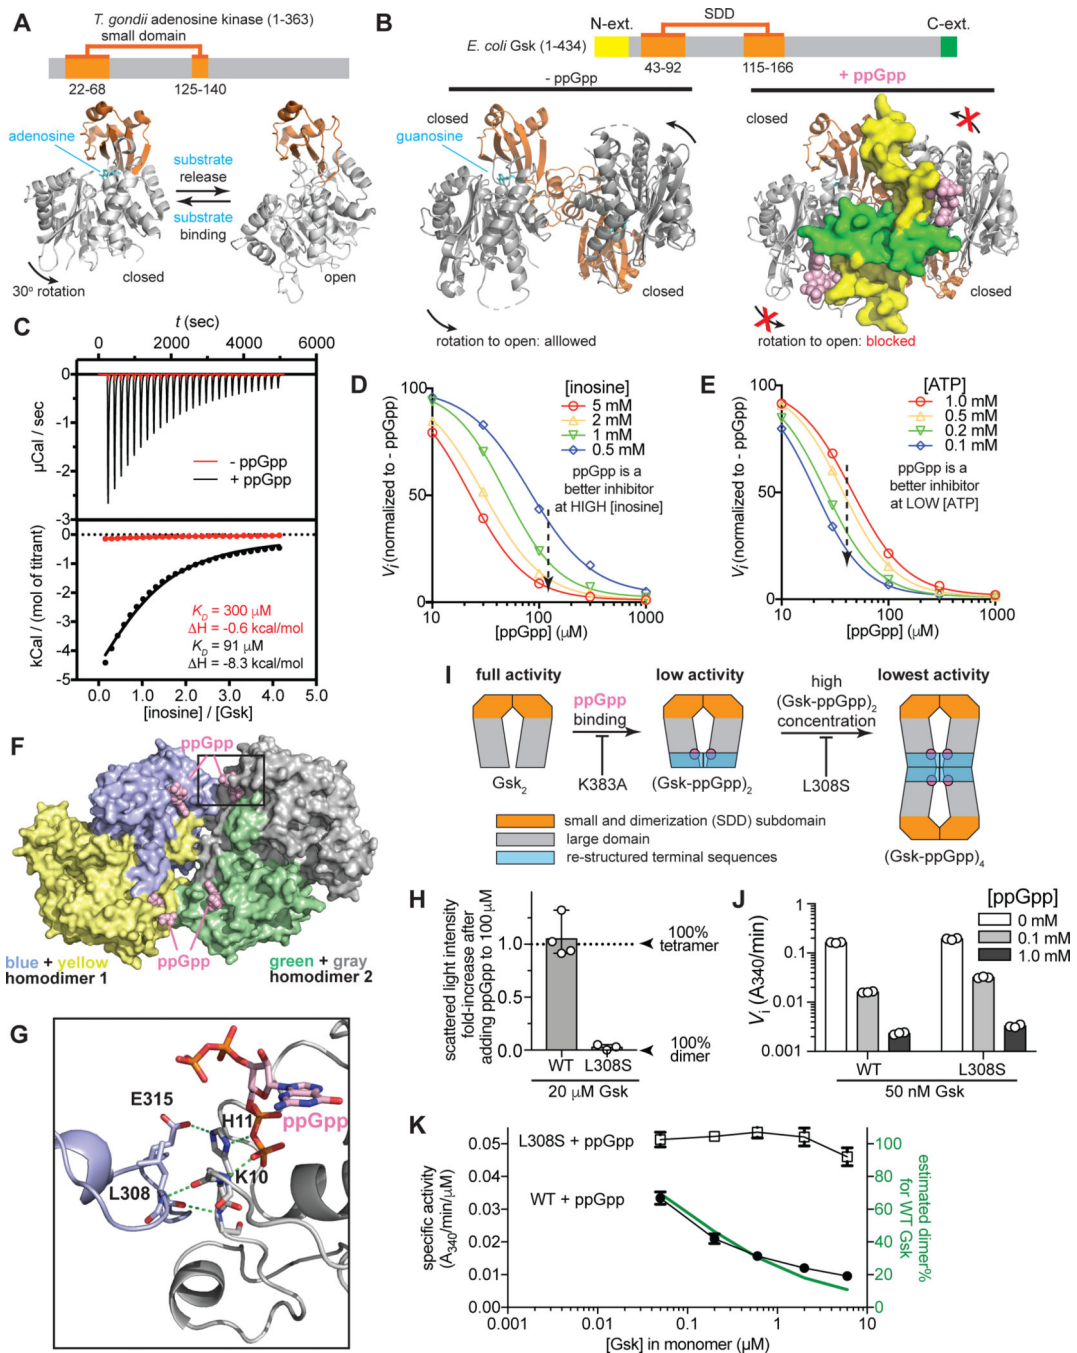 A
T. gondii adenosine kinase (1-363)
small domain
22-68
125-140
adenosine
substrate
release
substrate
binding
closed
open
30° rotation
B
N-ext.
SDD
C-ext.
E. coli Gsk (1-434)
43-92
115-166
- ppGpp
+ ppGpp
closed
guanosine
closed
rotation to open: alllowed
closed
closed
rotation to open: blocked
C
t (sec)
0
2000
4000
6000
0
-1
-2
-3
µCal / sec
- ppGpp
+ ppGpp
0
-1
-2
-3
-4
-5
kCal / (mol of titrant)
KD = 300 µM
ΔH = -0.6 kcal/mol
KD = 91 µM
ΔH = -8.3 kcal/mol
0.0
1.0
2.0
3.0
4.0
5.0
[inosine] / [Gsk]
D
100
50
0
Vi (normalized to - ppGpp)
[inosine]
5 mM
2 mM
1 mM
0.5 mM
ppGpp is a
better inhibitor
at HIGH [inosine]
10
100
1000
[ppGpp] (µM)
E
100
50
0
Vi (normalized to - ppGpp)
[ATP]
1.0 mM
0.5 mM
0.2 mM
0.1 mM
ppGpp is a
better inhibitor
at LOW [ATP]
10
100
1000
[ppGpp] (µM)
F
ppGpp
ppGpp
blue + yellow
homodimer 1
green + gray
homodimer 2
I
full activity
low activity
lowest activity
ppGpp
binding
high
(Gsk-ppGpp)2
concentration
Gsk2
K383A
(Gsk-ppGpp)2
L308S
(Gsk-ppGpp)4
small and dimerization (SDD) subdomain
large domain
re-structured terminal sequences
G
E315
H11
ppGpp
K10
L308
H
scattered light intensity
fold-increase after
adding ppGpp to 100 µM
1.0
0.5
0.0
100%
tetramer
100%
dimer
WT
L308S
20 µM Gsk
J
[ppGpp]
0 mM
0.1 mM
1.0 mM
1
0.1
0.01
0.001
Vi (A340/min)
WT
L308S
50 nM Gsk
K
specific activity
(A340/min/µM)
0.05
0.04
0.03
0.02
0.01
0.00
L308S + ppGpp
WT + ppGpp
100
80
60
40
20
0
estimated dimer%
for WT Gsk
0.001
0.01
0.1
1
10
[Gsk] in monomer (µM)